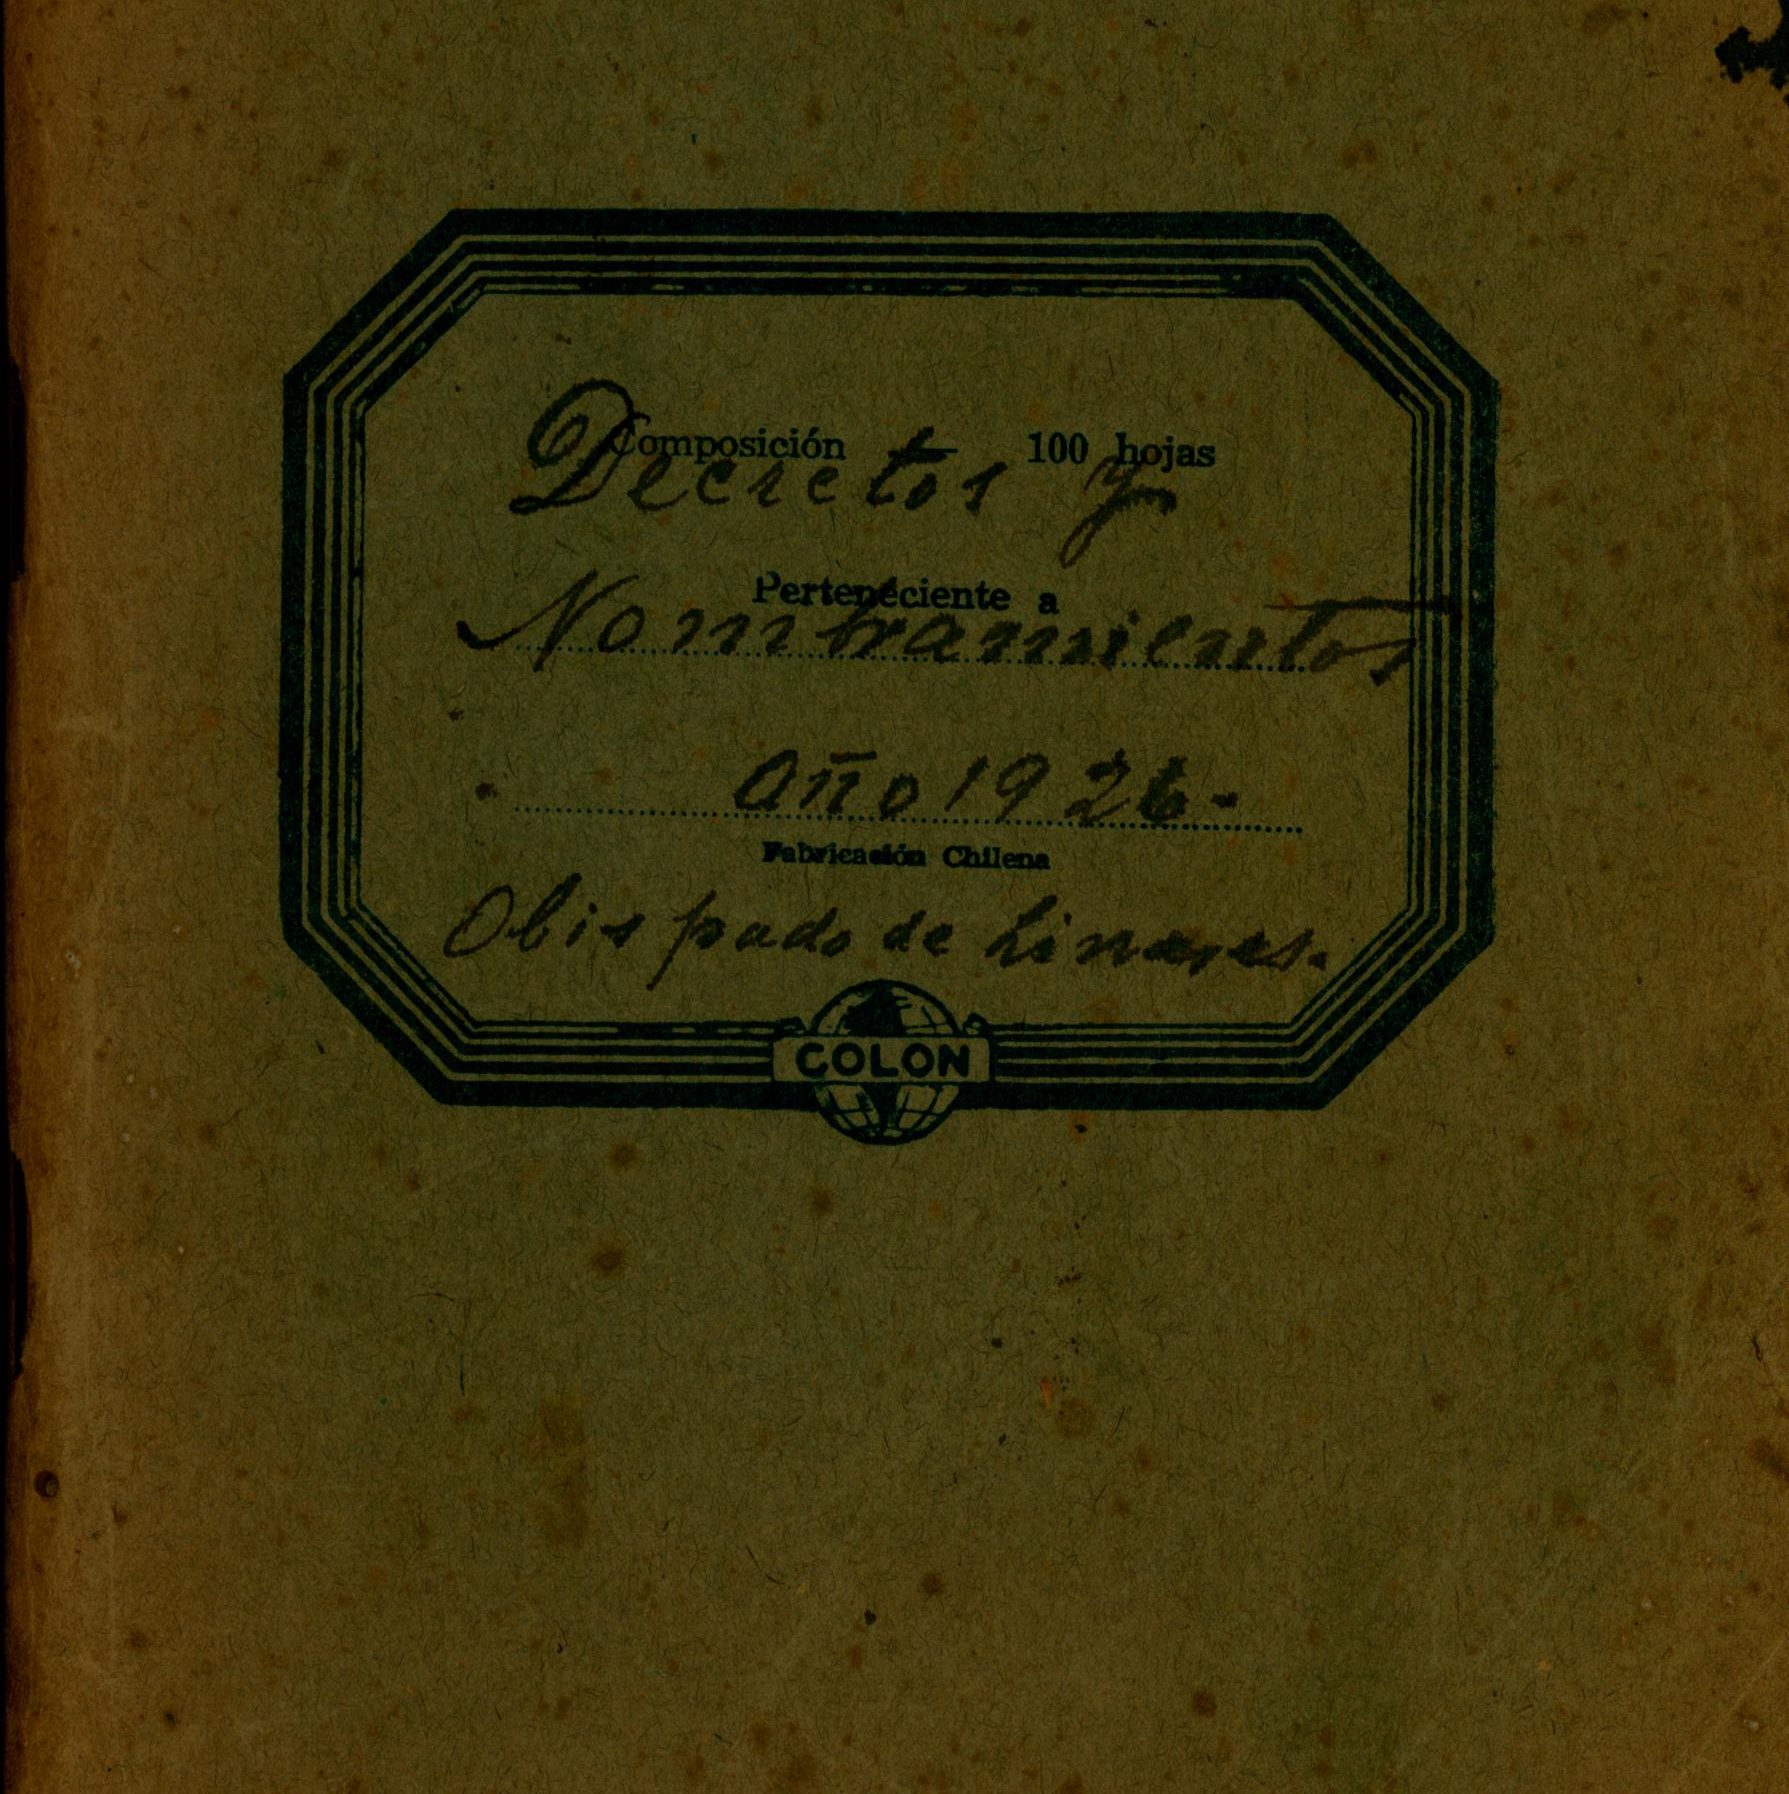 Composición 100 hojas
Decretos y
Perteneciente a
Nombramientos
año 1926-
Fabricación Chilena
Obispado de Linares.
COLON